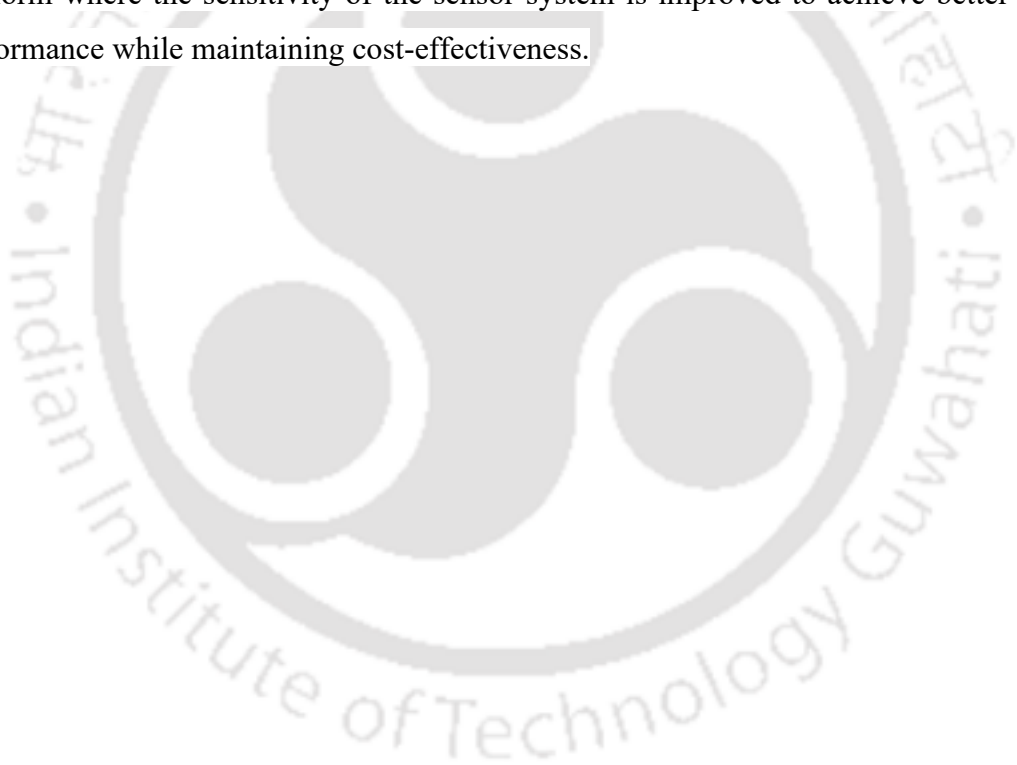 form where the sensitivity of the sensor system is improved to achieve better
ormance while maintaining cost-effectiveness.
Indian Institute of Technology Guwahati